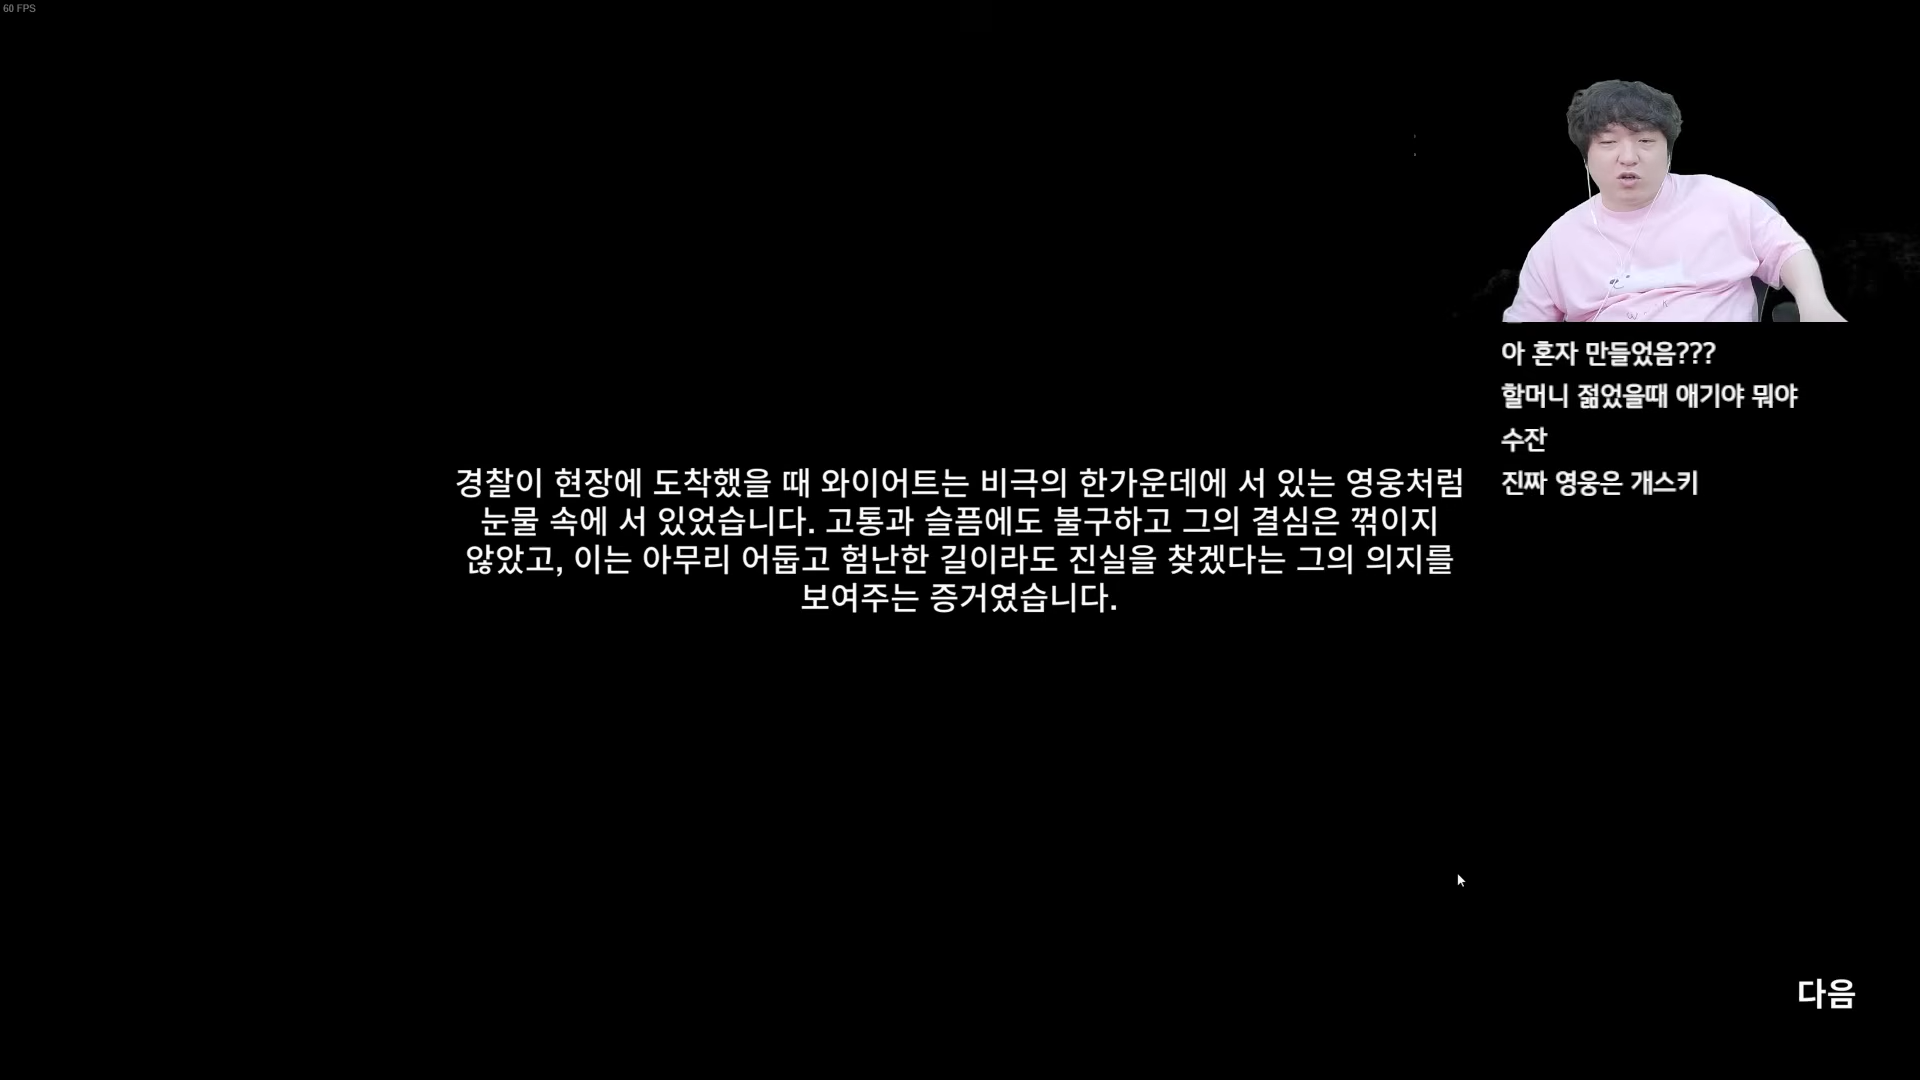 60 FPS
아 혼자 만들었음???
할머니 젊었을때 얘기야 뭐야
수잔
진짜 영웅은 개스키
경찰이 현장에 도착했을 때 와이어트는 비극의 한가운데에 서 있는 영웅처럼
눈물 속에 서 있었습니다. 고통과 슬픔에도 불구하고 그의 결심은 꺾이지
않았고, 이는 아무리 어둡고 험난한 길이라도 진실을 찾겠다는 그의 의지를
보여주는 증거였습니다.
다음